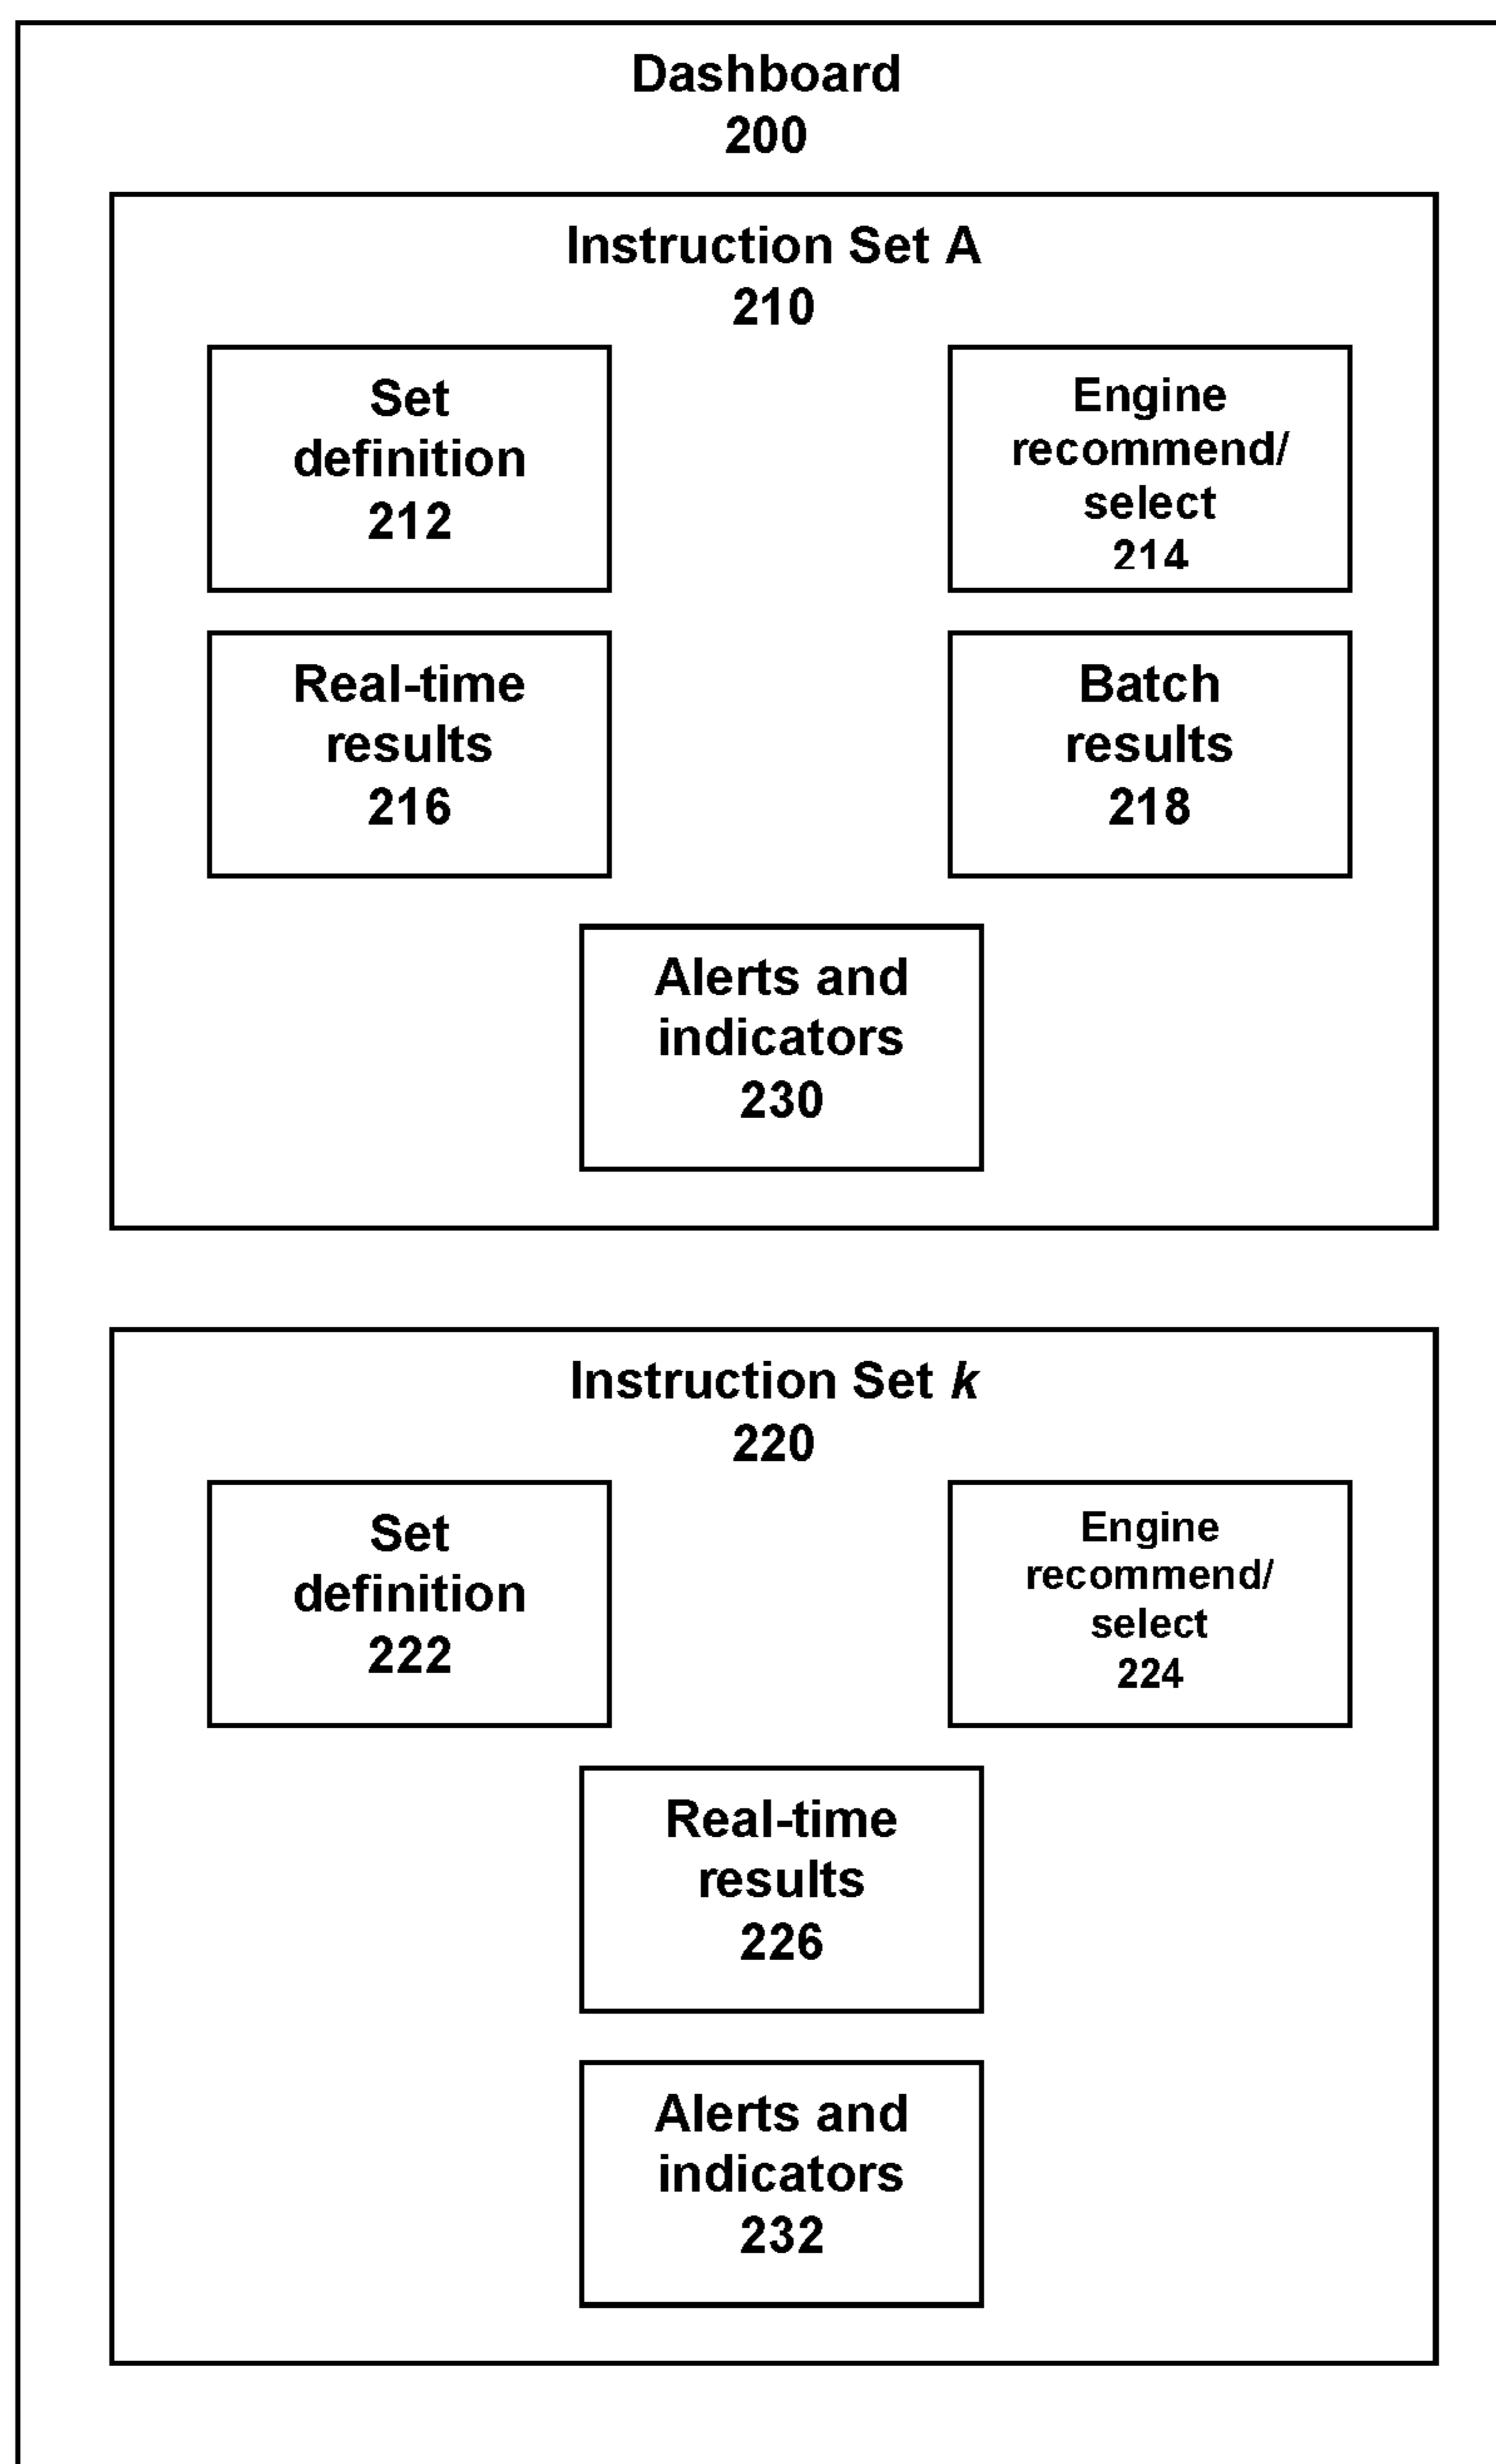 Dashboard
200
Instruction Set A
210
Set
definition
212
Engine
recommend/
select
214
Real-time
results
216
Batch
results
218
Alerts and
indicators
230
Instruction Set k
220
Set
definition
222
Engine
recommend/
select
224
Real-time
results
226
Alerts and
indicators
232